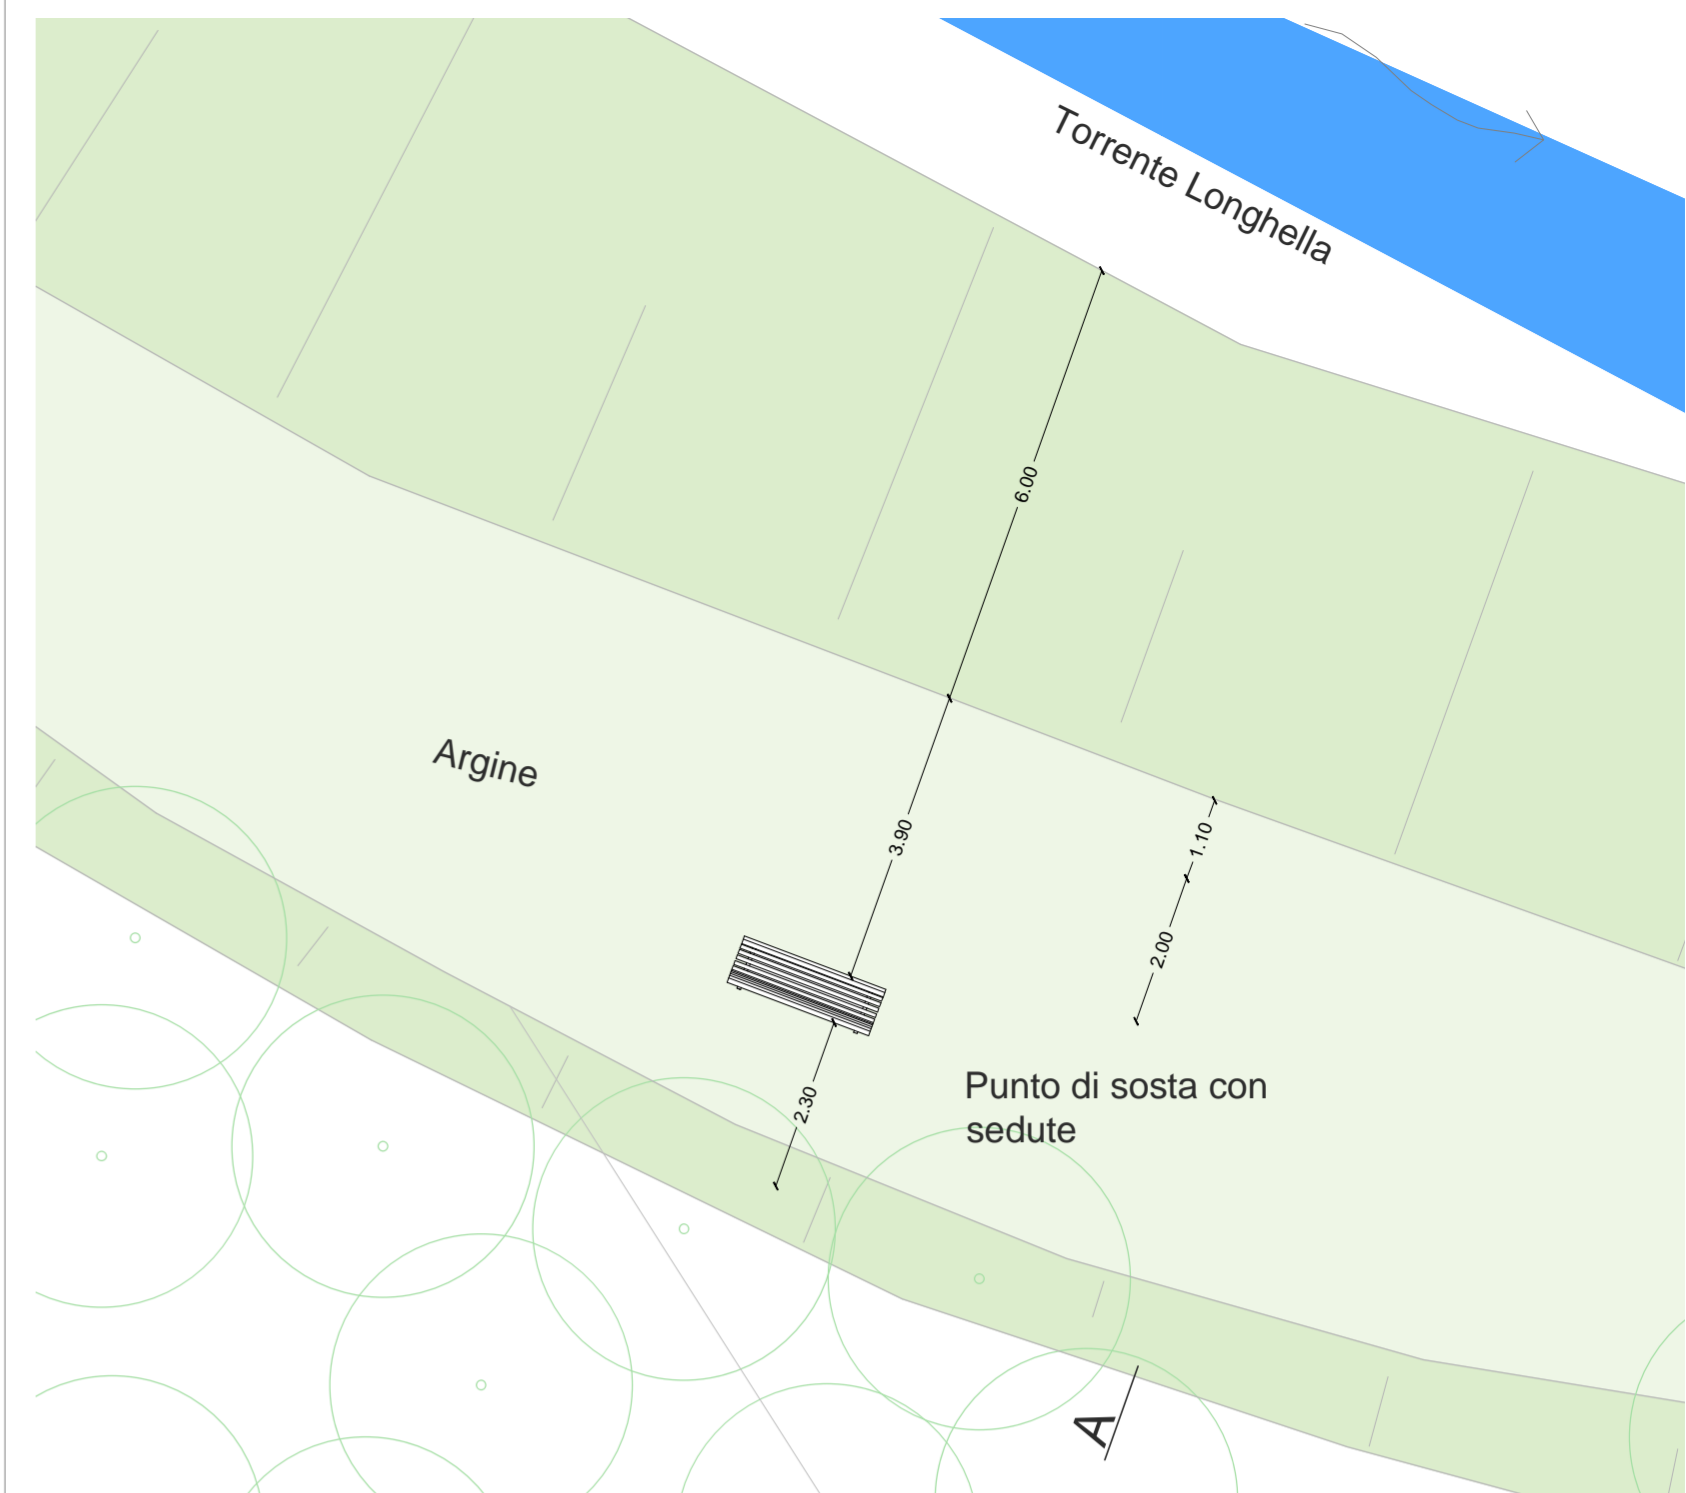 Torrente Longhella
6.00
Argine
3.90
1.10
2.00
2.30
Punto di sosta con
sedute
A